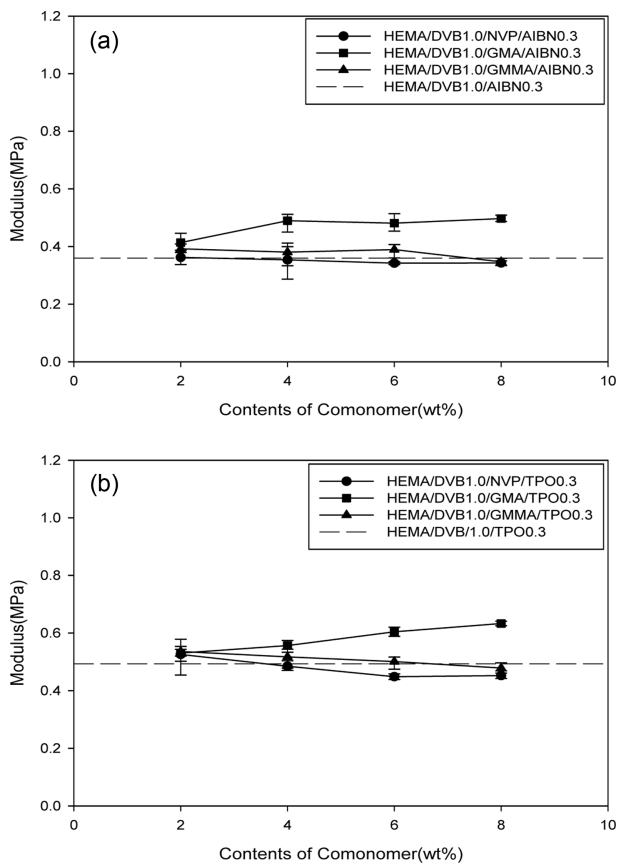 (a)
HEMA/DVB1.0/NVP/AIBN0.3
HEMA/DVB1.0/GMA/AIBN0.3
HEMA/DVB1.0/GMMA/AIBN0.3
HEMA/DVB1.0/AIBN0.3
Modulus(MPa)
1.2
1.0
0.8
0.6
0.4
0.2
0.0
0 2 4 6 8 10
Contents of Comonomer(wt%)
(b)
HEMA/DVB1.0/NVP/TPO0.3
HEMA/DVB1.0/GMA/TPO0.3
HEMA/DVB1.0/GMMA/TPO0.3
HEMA/DVB/1.0/TPO0.3
Modulus(MPa)
1.2
1.0
0.8
0.6
0.4
0.2
0.0
0 2 4 6 8 10
Contents of Comonomer(wt%)